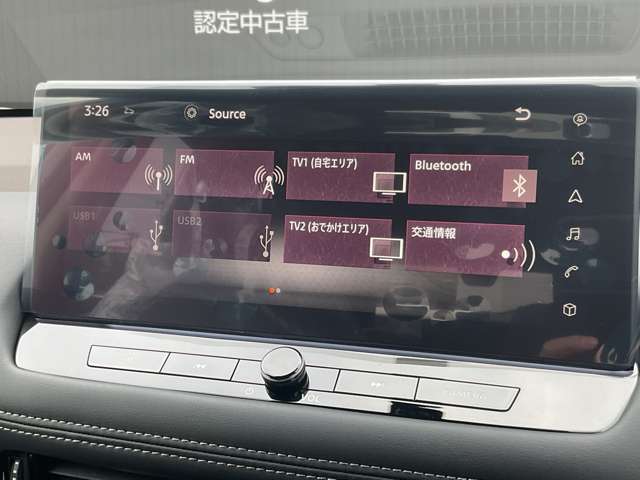 認定中古車
3:26 Source
AM FM TV1 (自宅エリア) Bluetooth
USB1 USB2 TV2 (おでかけエリア) 交通情報
VOL